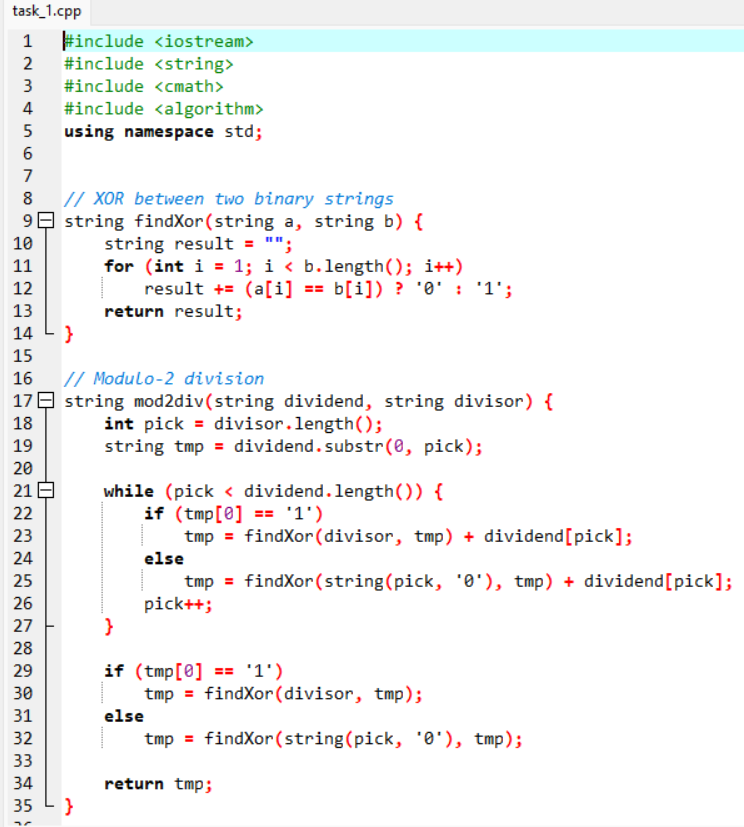 task_1.cpp
1 #include <iostream>
2 #include <string>
3 #include <cmath>
4 #include <algorithm>
5 using namespace std;
6
7
8 // XOR between two binary strings
9 string findXor(string a, string b) {
10     string result = "";
11     for (int i = 1; i < b.length(); i++)
12         result += (a[i] == b[i]) ? '0' : '1';
13     return result;
14 }
15
16 // Modulo-2 division
17 string mod2div(string dividend, string divisor) {
18     int pick = divisor.length();
19     string tmp = dividend.substr(0, pick);
20
21     while (pick < dividend.length()) {
22         if (tmp[0] == '1')
23             tmp = findXor(divisor, tmp) + dividend[pick];
24         else
25             tmp = findXor(string(pick, '0'), tmp) + dividend[pick];
26         pick++;
27     }
28
29     if (tmp[0] == '1')
30         tmp = findXor(divisor, tmp);
31     else
32         tmp = findXor(string(pick, '0'), tmp);
33
34     return tmp;
35 }